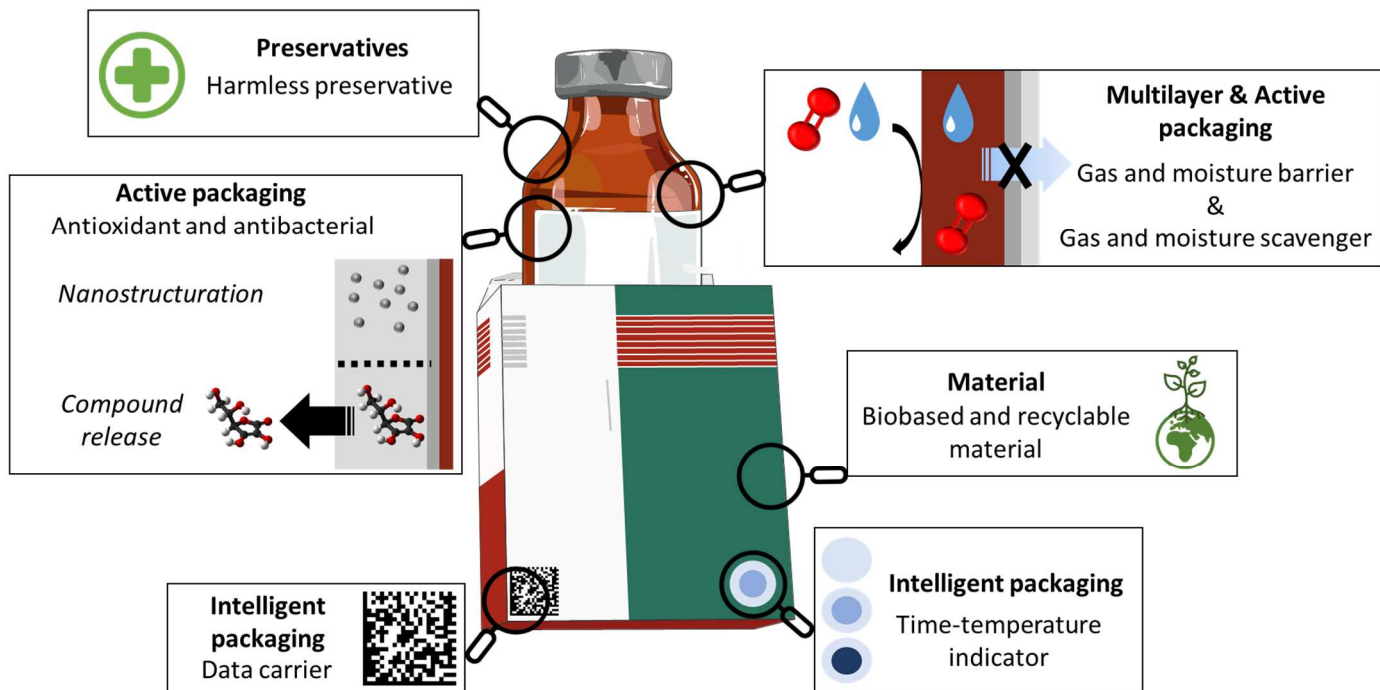 Preservatives
Harmless preservative
Multilayer & Active
packaging
Gas and moisture barrier
&
Gas and moisture scavenger
Active packaging
Antioxidant and antibacterial
Nanostructuration
Compound
release
Material
Biobased and recyclable
material
Intelligent
packaging
Data carrier
Intelligent packaging
Time-temperature
indicator